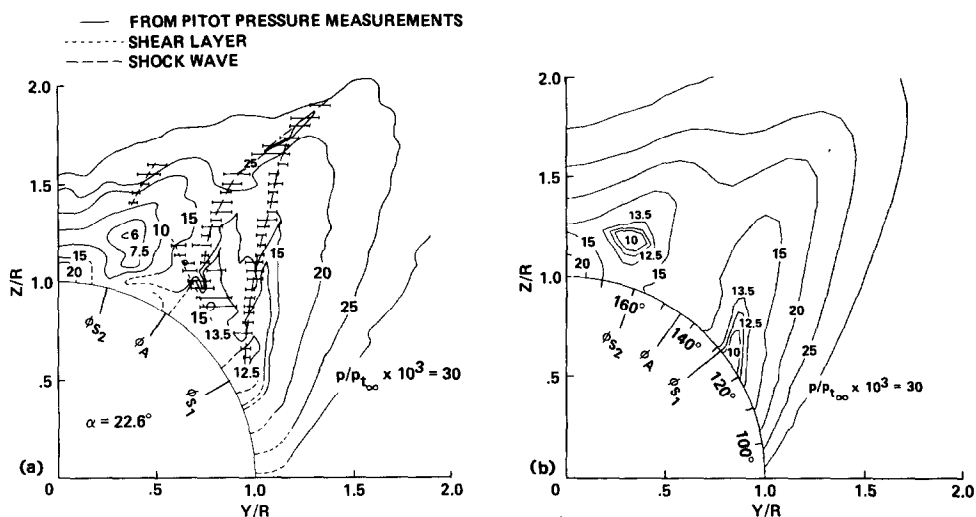 FROM PITOT PRESSURE MEASUREMENTS
SHEAR LAYER
SHOCK WAVE
2.0
1.5
1.0
.5
0
Z/R
<6
7.5
10
15
25
15
20
15
13.5
12.5
15
20
25
p/pt∞ x 10³ = 30
ϕS2
ϕA
ϕS1
α = 22.6°
(a)
.5
1.0
1.5
2.0
Y/R
2.0
1.5
1.0
.5
0
Z/R
13.5
10
12.5
15
20
15
15
13.5
12.5
10
20
25
p/pt∞ x 10³ = 30
160°
140°
120°
100°
ϕS2
ϕA
ϕS1
(b)
.5
1.0
1.5
2.0
Y/R